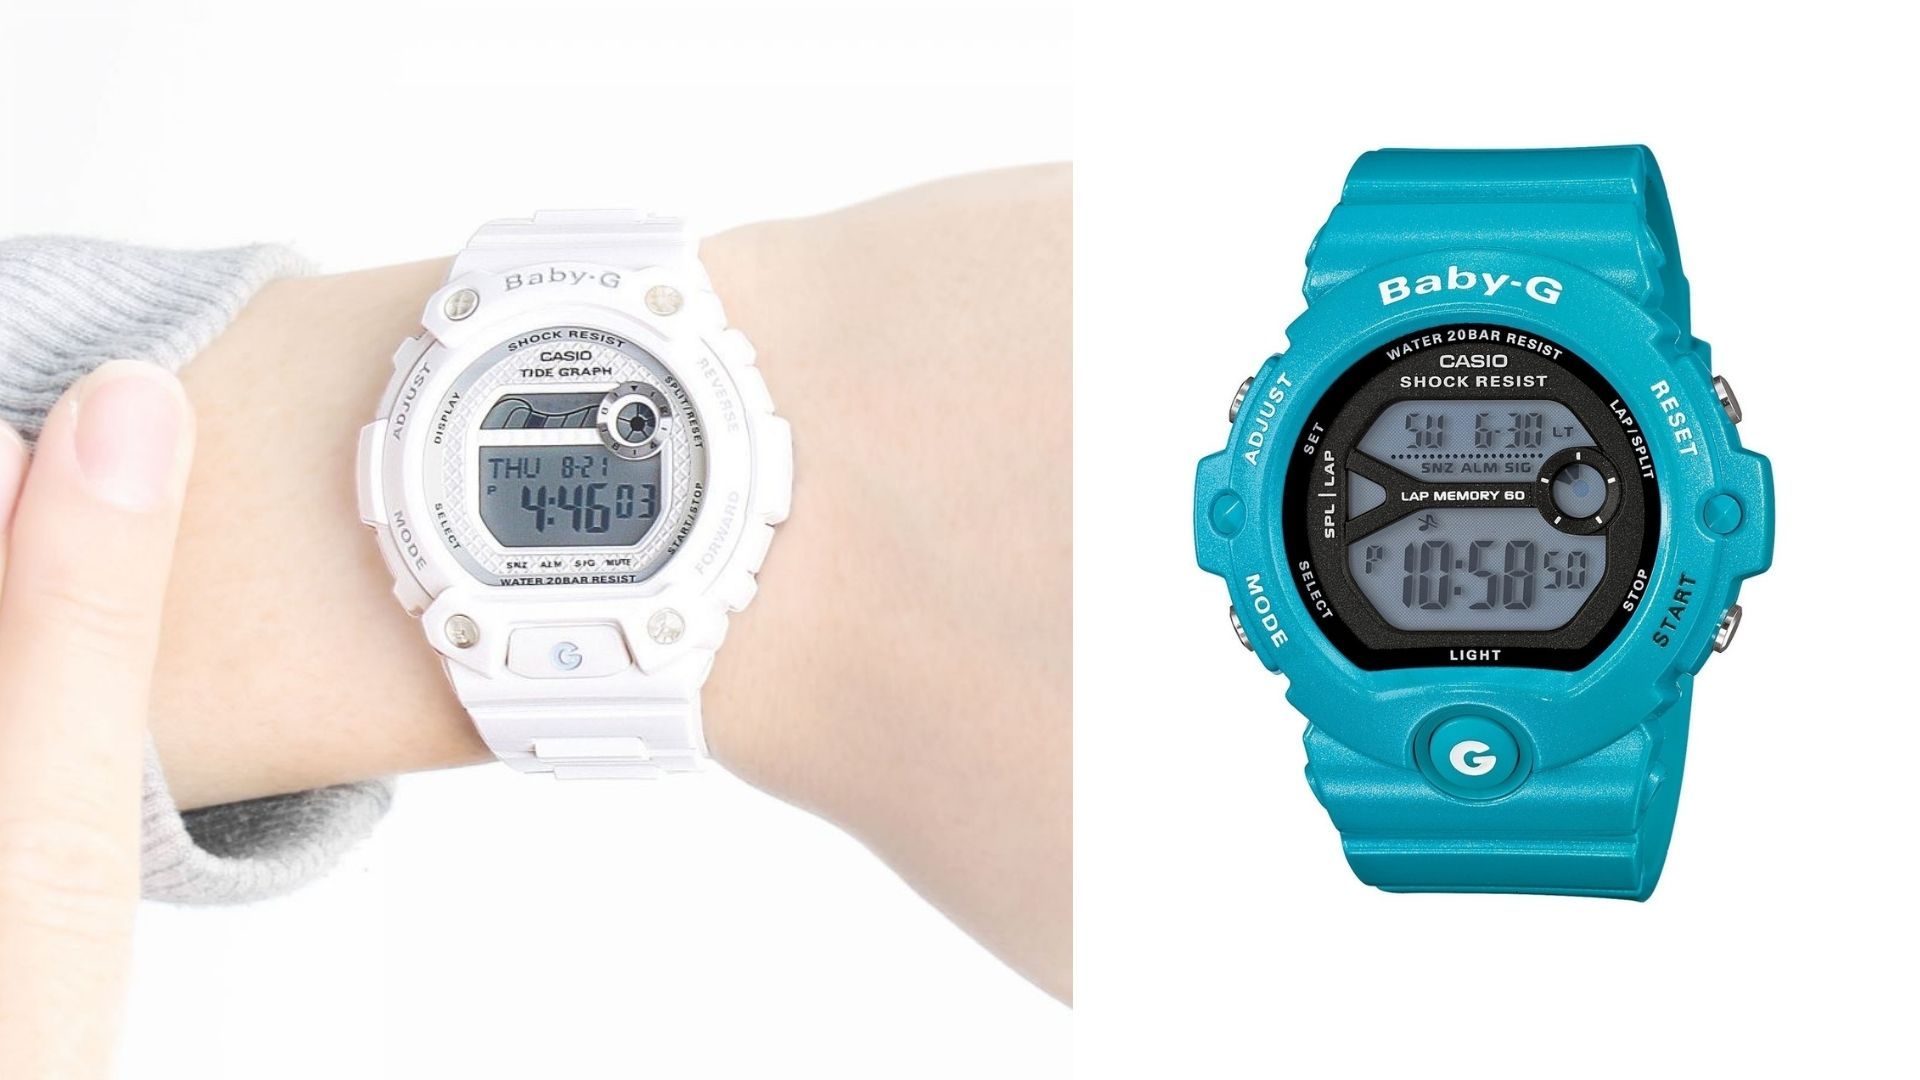 Baby-G
SHOCK RESIST
CASIO
TIDE GRAPH
ADJUST
DISPLAY
SPLIT/RESET
REVERSE
THU 8-21
P 4:46 03
MODE
SELECT
START/STOP
FORWARD
SNZ ALM SIG MUTE
WATER 20BAR RESIST
G
Baby-G
WATER 20BAR RESIST
CASIO
SHOCK RESIST
ADJUST
SET
LAP/SPLIT
RESET
SU 6-30 LT
SNZ ALM SIG
SPL | LAP
LAP MEMORY 60
P 10:58 50
MODE
SELECT
STOP
START
LIGHT
G